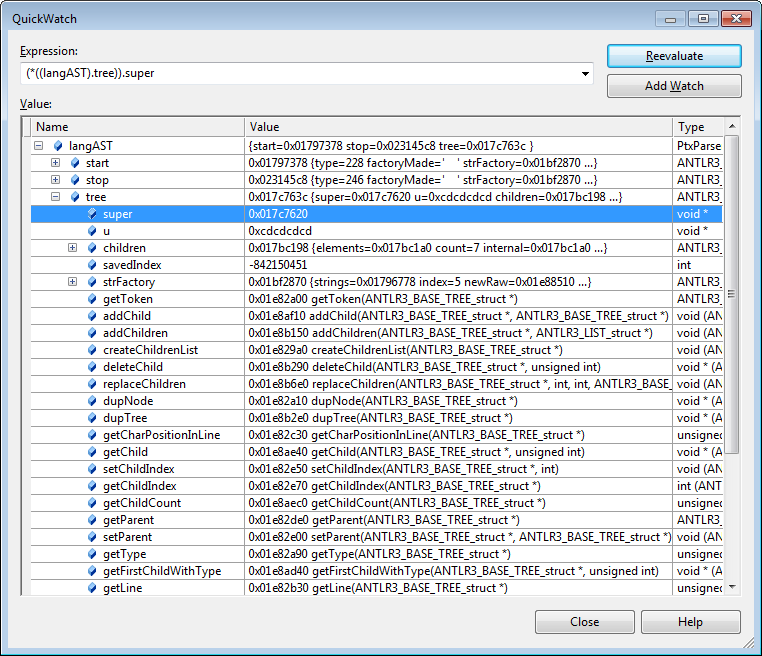 QuickWatch
Expression:
(*((langAST).tree)).super
Reevaluate
Add Watch
Value:
Name Value Type
langAST {start=0x01797378 stop=0x023145c8 tree=0x017c763c } PtxParse
start 0x01797378 {type=228 factoryMade=' ' strFactory=0x01bf2870 ...} ANTLR3_
stop 0x023145c8 {type=246 factoryMade=' ' strFactory=0x01bf2870 ...} ANTLR3_
tree 0x017c763c {super=0x017c7620 u=0xcdcdcdcd children=0x017bc198 ...} ANTLR3_
super 0x017c7620 void *
u 0xcdcdcdcd void *
children 0x017bc198 {elements=0x017bc1a0 count=7 internal=0x017bc1a0 ...} ANTLR3_
savedIndex -842150451 int
strFactory 0x01bf2870 {strings=0x01796778 index=5 newRaw=0x01e88510 ...} ANTLR3_
getToken 0x01e82a00 getToken(ANTLR3_BASE_TREE_struct *) ANTLR3_
addChild 0x01e8af10 addChild(ANTLR3_BASE_TREE_struct *, ANTLR3_BASE_TREE_struct *) void (AN
addChildren 0x01e8b150 addChildren(ANTLR3_BASE_TREE_struct *, ANTLR3_LIST_struct *) void (AN
createChildrenList 0x01e829a0 createChildrenList(ANTLR3_BASE_TREE_struct *) void (AN
deleteChild 0x01e8b290 deleteChild(ANTLR3_BASE_TREE_struct *, unsigned int) void * (A
replaceChildren 0x01e8b6e0 replaceChildren(ANTLR3_BASE_TREE_struct *, int, int, ANTLR3_BASE_ void (AN
dupNode 0x01e82a10 dupNode(ANTLR3_BASE_TREE_struct *) void * (A
dupTree 0x01e8b2e0 dupTree(ANTLR3_BASE_TREE_struct *) void * (A
getCharPositionInLine 0x01e82c30 getCharPositionInLine(ANTLR3_BASE_TREE_struct *) unsigned
getChild 0x01e8ae40 getChild(ANTLR3_BASE_TREE_struct *, unsigned int) void * (A
setChildIndex 0x01e82e50 setChildIndex(ANTLR3_BASE_TREE_struct *, int) void (AN
getChildIndex 0x01e82e70 getChildIndex(ANTLR3_BASE_TREE_struct *) int (ANT
getChildCount 0x01e8aec0 getChildCount(ANTLR3_BASE_TREE_struct *) unsigned
getParent 0x01e82de0 getParent(ANTLR3_BASE_TREE_struct *) ANTLR3_
setParent 0x01e82e00 setParent(ANTLR3_BASE_TREE_struct *, ANTLR3_BASE_TREE_struct *) void (AN
getType 0x01e82a90 getType(ANTLR3_BASE_TREE_struct *) unsigned
getFirstChildWithType 0x01e8ad40 getFirstChildWithType(ANTLR3_BASE_TREE_struct *, unsigned int) void * (A
getLine 0x01e82b30 getLine(ANTLR3_BASE_TREE_struct *) unsigned
Close
Help